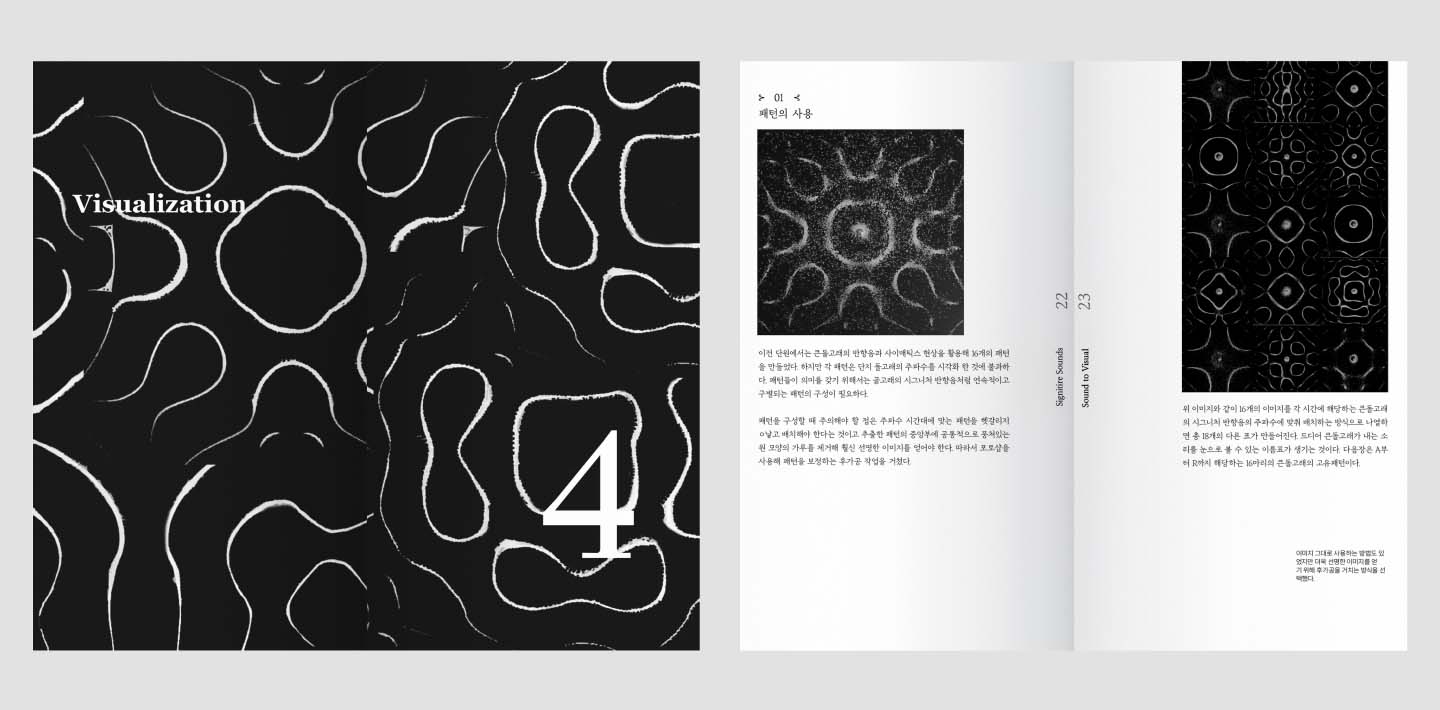 Visualization
4
01
패턴의 사용
이전 단원에서는 큰돌고래의 반향음과 사이매틱스 현상을 활용해 16개의 패턴
을 만들었다. 하지만 각 패턴은 단지 돌고래의 주파수를 시각화 한 것에 불과하
다. 패턴들이 의미를 갖기 위해서는 돌고래의 시그니처 반향음처럼 연속적이고
구별되는 패턴의 구성이 필요하다.
패턴을 구성할 때 주의해야 할 점은 주파수 시간대에 맞는 패턴을 헷갈리지
않고 배치해야 한다는 것이고 추출한 패턴의 중앙부에 공통적으로 뭉쳐있는
원 모양의 가루를 제거해 훨씬 선명한 이미지를 얻어야 한다. 따라서 포토샵을
사용해 패턴을 보정하는 후가공 작업을 거쳤다.
22
Signitire Sounds
23
Sound to Visual
위 이미지와 같이 16개의 이미지를 각 시간에 해당하는 큰돌고래
의 시그니처 반향음의 주파수에 맞춰 배치하는 방식으로 나열하
면 총 18개의 다른 표가 만들어진다. 드디어 큰돌고래가 내는 소
리를 눈으로 볼 수 있는 이름표가 생기는 것이다. 다음장은 A부
터 R까지 해당하는 16마리의 큰돌고래의 고유패턴이다.
이미지 그대로 사용하는 방법도 있
었지만 더욱 선명한 이미지를 얻
기 위해 후가공을 거치는 방식을 선
택했다.